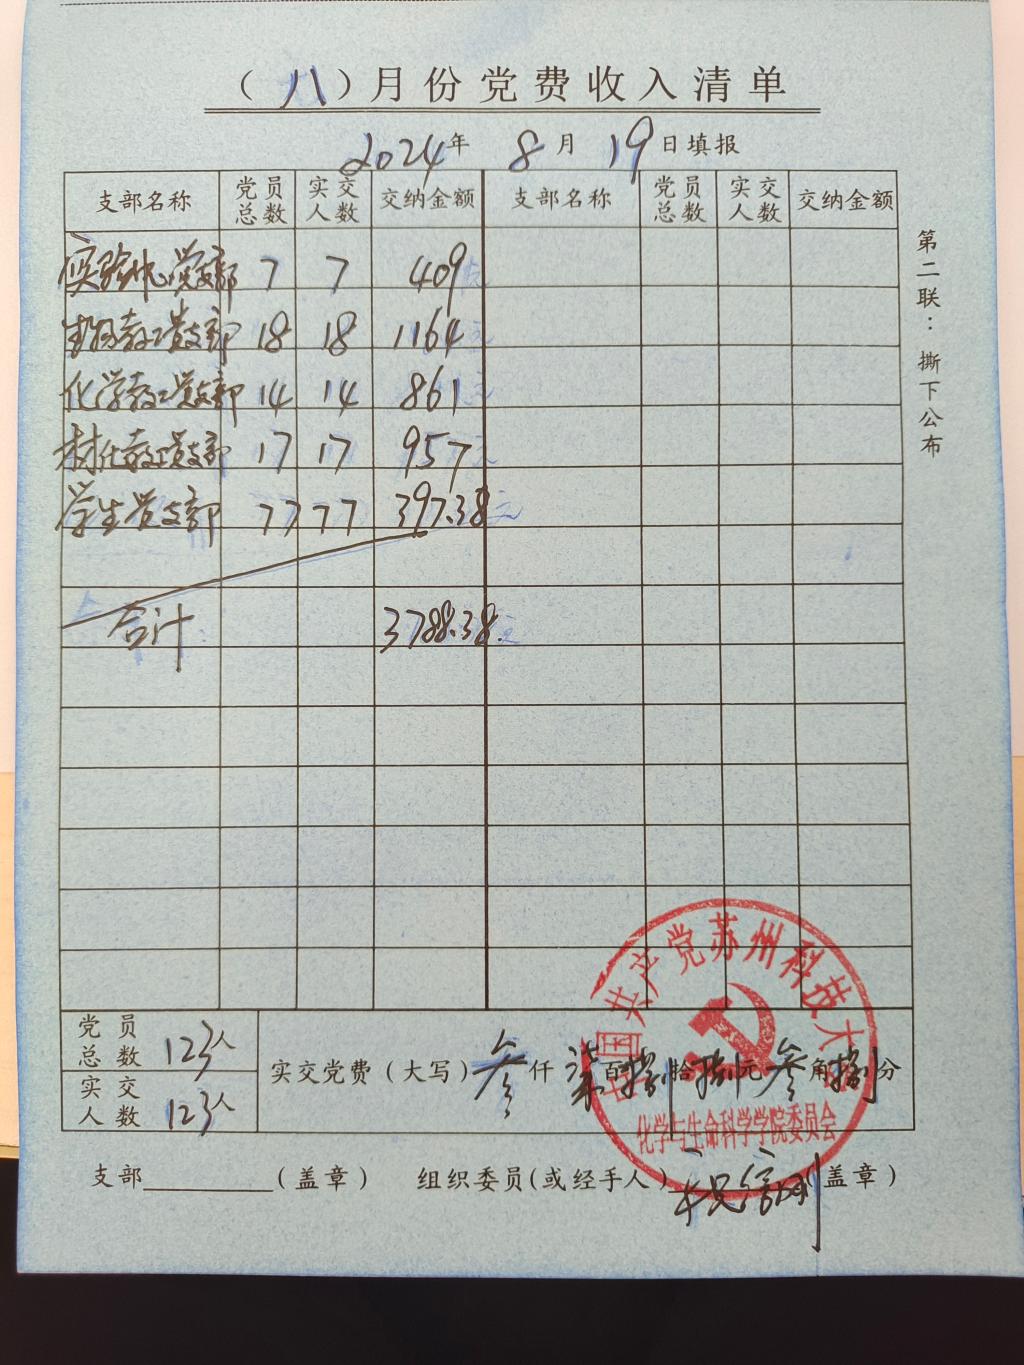 （八）月份党费收入清单
2024年 8月 19日填报
支部名称 党员总数 实交人数 交纳金额 支部名称 党员总数 实交人数 交纳金额
实验中心党支部 7 7 409
生物教工党支部 18 18 1164
化学教工党支部 14 14 861
材化教工党支部 17 17 957
学生党支部 77 77 397.38
合计 3788.38
第二联：撕下公布
党员总数 123人
实交人数 123人
实交党费（大写）叁仟柒百捌拾捌元叁角捌分
中国共产党苏州科技大学
化学与生命科学学院委员会
支部（盖章） 组织委员(或经手人) （盖章）